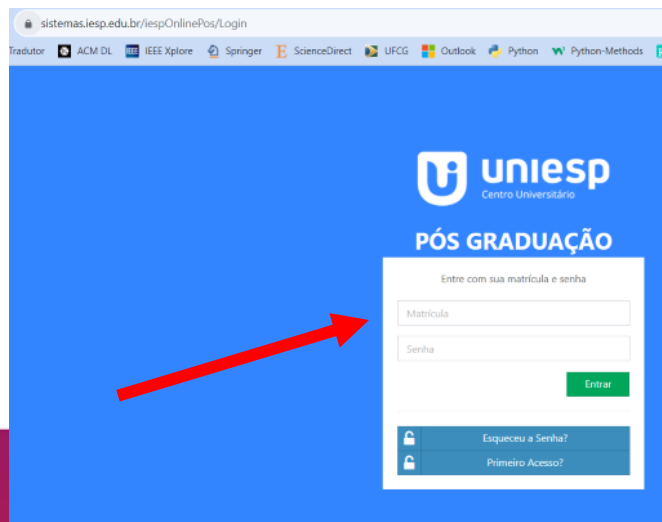 sistemas.iesp.edu.br/iespOnlinePos/Login
Tradutor ACM DL IEEE Xplore Springer ScienceDirect UFCG Outlook Python Python-Methods
uniesp
Centro Universitário
PÓS GRADUAÇÃO
Entre com sua matrícula e senha
Matrícula
Senha
Entrar
Esqueceu a Senha?
Primeiro Acesso?